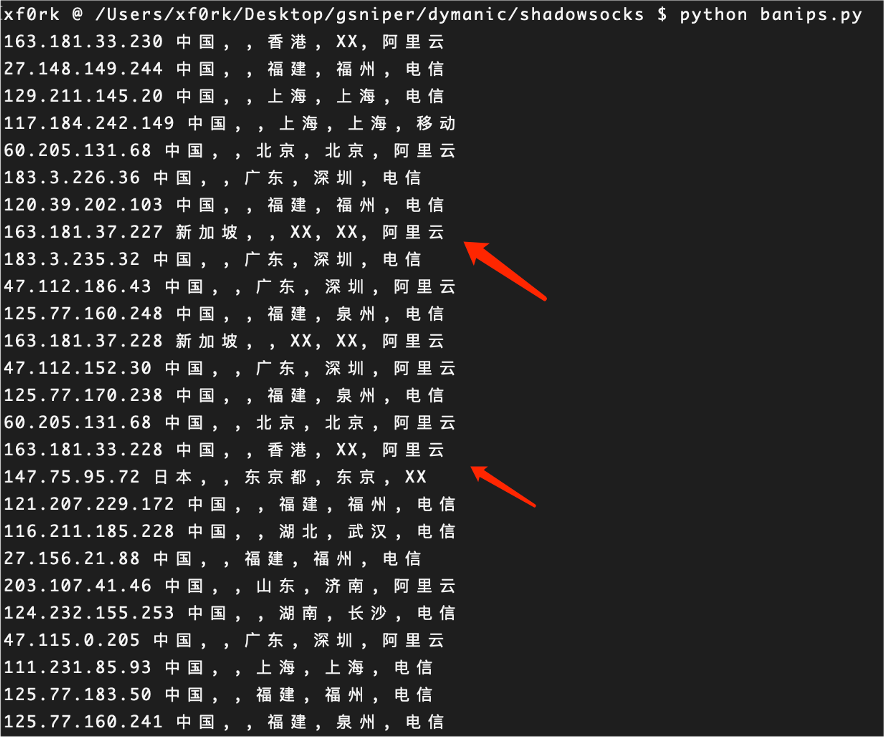 xf0rk @ /Users/xf0rk/Desktop/gsniper/dymanic/shadowsocks $ python banips.py
163.181.33.230 中国,,香港,XX,阿里云
27.148.149.244 中国,,福建,福州,电信
129.211.145.20 中国,,上海,上海,电信
117.184.242.149 中国,,上海,上海,移动
60.205.131.68 中国,,北京,北京,阿里云
183.3.226.36 中国,,广东,深圳,电信
120.39.202.103 中国,,福建,福州,电信
163.181.37.227 新加坡,,XX,XX,阿里云
183.3.235.32 中国,,广东,深圳,电信
47.112.186.43 中国,,广东,深圳,阿里云
125.77.160.248 中国,,福建,泉州,电信
163.181.37.228 新加坡,,XX,XX,阿里云
47.112.152.30 中国,,广东,深圳,阿里云
125.77.170.238 中国,,福建,泉州,电信
60.205.131.68 中国,,北京,北京,阿里云
163.181.33.228 中国,,香港,XX,阿里云
147.75.95.72 日本,,东京都,东京,XX
121.207.229.172 中国,,福建,福州,电信
116.211.185.228 中国,,湖北,武汉,电信
27.156.21.88 中国,,福建,福州,电信
203.107.41.46 中国,,山东,济南,阿里云
124.232.155.253 中国,,湖南,长沙,电信
47.115.0.205 中国,,广东,深圳,阿里云
111.231.85.93 中国,,上海,上海,电信
125.77.183.50 中国,,福建,福州,电信
125.77.160.241 中国,,福建,泉州,电信